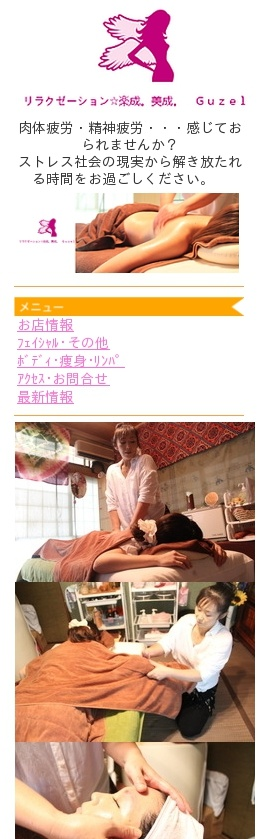 リラクゼーション☆楽成。美成。　Ｇｕｚｅｌ
肉体疲労・精神疲労・・・感じてお
られませんか？
ストレス社会の現実から解き放たれ
る時間をお過ごしください。
メニュー
お店情報
ﾌｪｲｼｬﾙ・その他
ﾎﾞﾃﾞｨ・痩身・ﾘﾝﾊﾟ
ｱｸｾｽ・お問合せ
最新情報